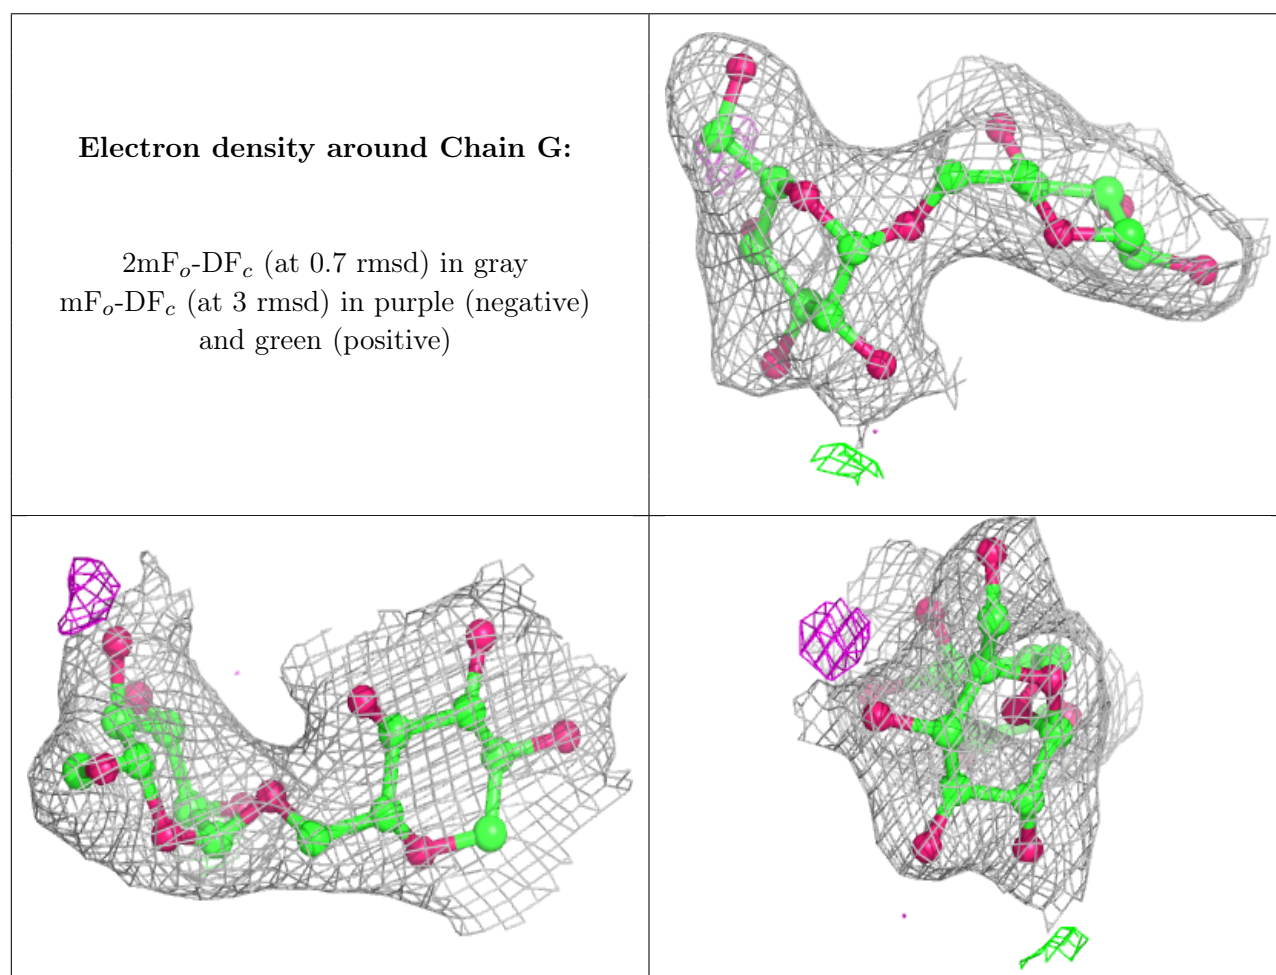 Electron density around Chain G:
2mFo-DFc (at 0.7 rmsd) in gray
mFo-DFc (at 3 rmsd) in purple (negative)
and green (positive)